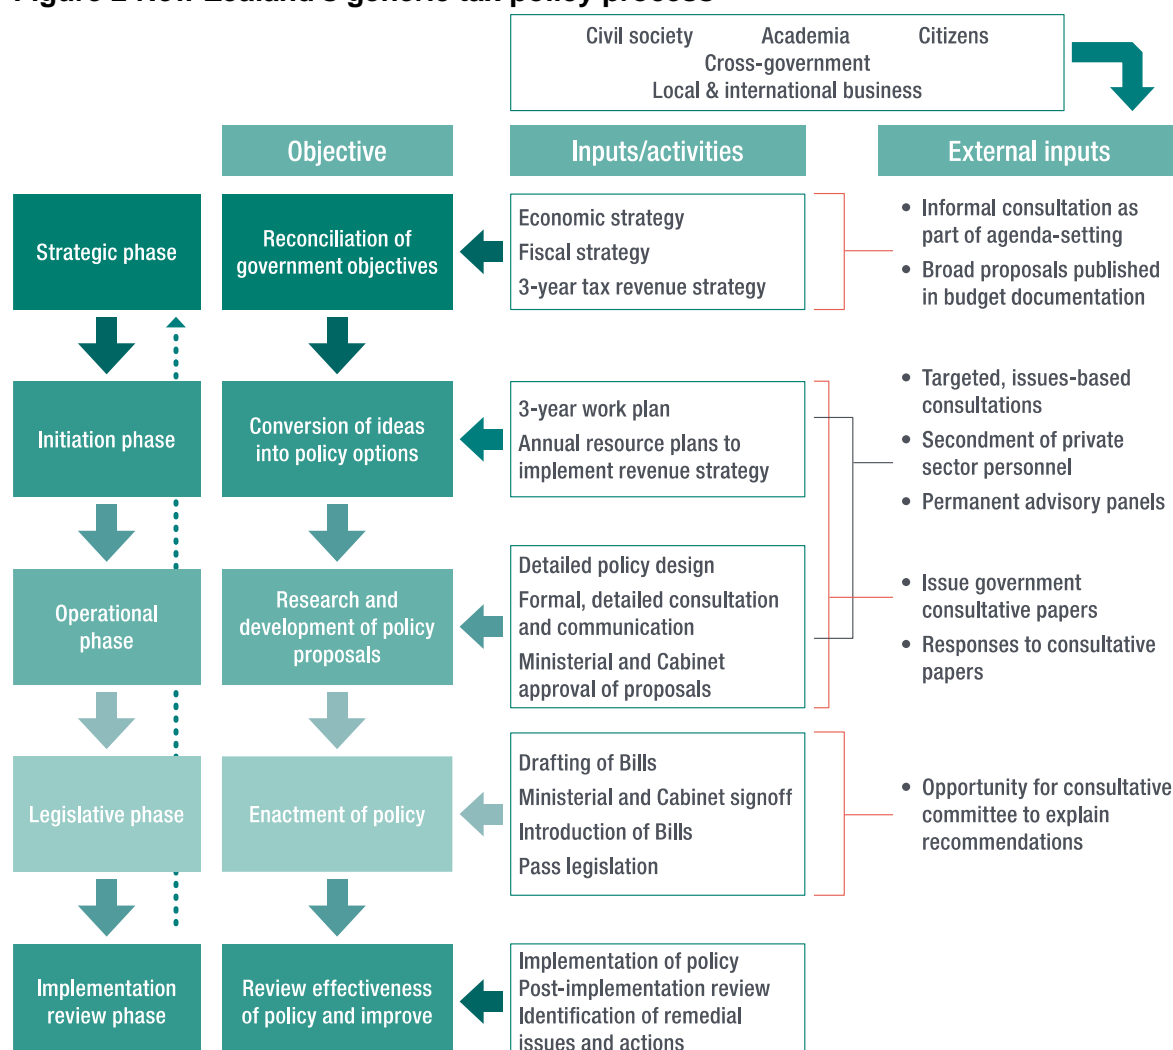 Civil society Academia Citizens
Cross-government
Local & international business
Objective
Inputs/activities
External inputs
Strategic phase
Reconciliation of
government objectives
Economic strategy
Fiscal strategy
3-year tax revenue strategy
• Informal consultation as
part of agenda-setting
• Broad proposals published
in budget documentation
Initiation phase
Conversion of ideas
into policy options
3-year work plan
Annual resource plans to
implement revenue strategy
• Targeted, issues-based
consultations
• Secondment of private
sector personnel
• Permanent advisory panels
Operational
phase
Research and
development of policy
proposals
Detailed policy design
Formal, detailed consultation
and communication
Ministerial and Cabinet
approval of proposals
• Issue government
consultative papers
• Responses to consultative
papers
Legislative phase
Enactment of policy
Drafting of Bills
Ministerial and Cabinet signoff
Introduction of Bills
Pass legislation
• Opportunity for consultative
committee to explain
recommendations
Implementation
review phase
Review effectiveness
of policy and improve
Implementation of policy
Post-implementation review
Identification of remedial
issues and actions